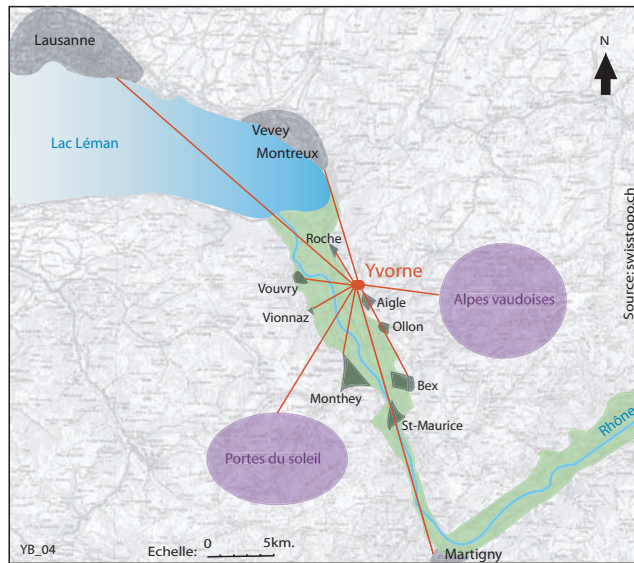 Lausanne
N
Vevey
Montreux
Lac Léman
Roche
Yvorne
Source:swisstopo.ch
Vouvry
Aigle
Alpes vaudoises
Vionnaz
Ollon
Monthey
Bex
St-Maurice
Rhône
Portes du soleil
YB_04
Echelle:
0
5km.
Martigny